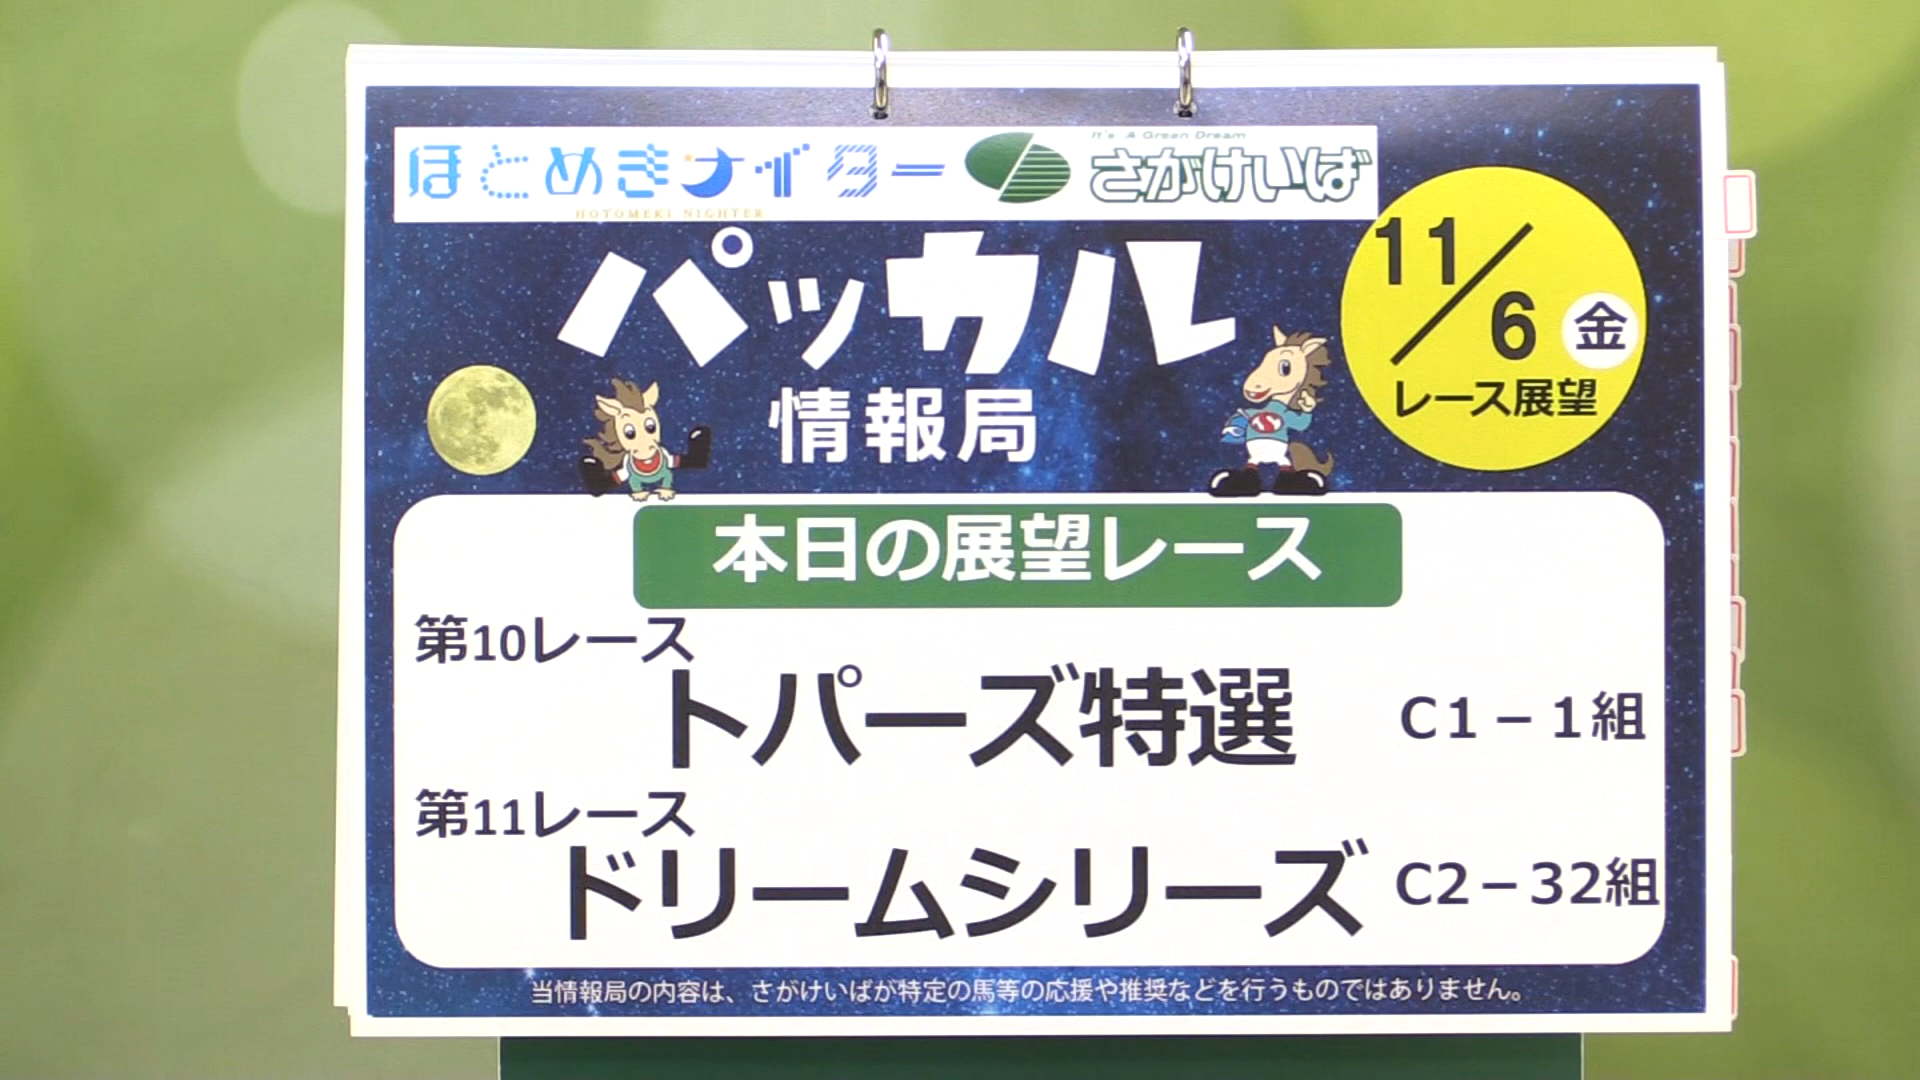 ほとめきナイター
HOTOMEKI NIGHTER
It's A Green Dream
さがけいば
パッカル
情報局
11/6 金
レース展望
本日の展望レース
第10レース
トパーズ特選 C1-1組
第11レース
ドリームシリーズ C2-32組
当情報局の内容は、さがけいばが特定の馬等の応援や推奨などを行うものではありません。